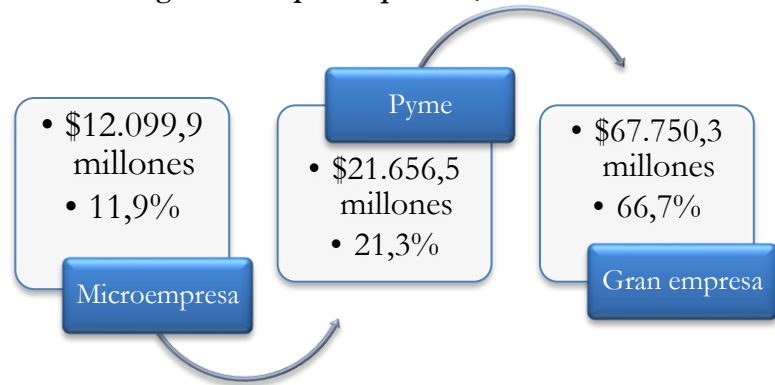 • $12.099,9
millones
• 11,9%
Microempresa
Pyme
• $21.656,5
millones
• 21,3%
• $67.750,3
millones
• 66,7%
Gran empresa